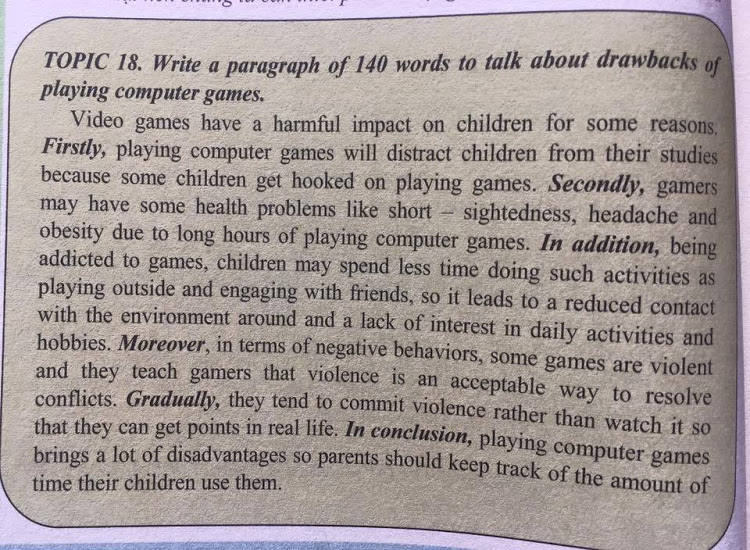 TOPIC 18. Write a paragraph of 140 words to talk about drawbacks of
playing computer games.
Video games have a harmful impact on children for some reasons.
Firstly, playing computer games will distract children from their studies
because some children get hooked on playing games. Secondly, gamers
may have some health problems like short – sightedness, headache and
obesity due to long hours of playing computer games. In addition, being
addicted to games, children may spend less time doing such activities as
playing outside and engaging with friends, so it leads to a reduced contact
with the environment around and a lack of interest in daily activities and
hobbies. Moreover, in terms of negative behaviors, some games are violent
and they teach gamers that violence is an acceptable way to resolve
conflicts. Gradually, they tend to commit violence rather than watch it so
that they can get points in real life. In conclusion, playing computer games
brings a lot of disadvantages so parents should keep track of the amount of
time their children use them.